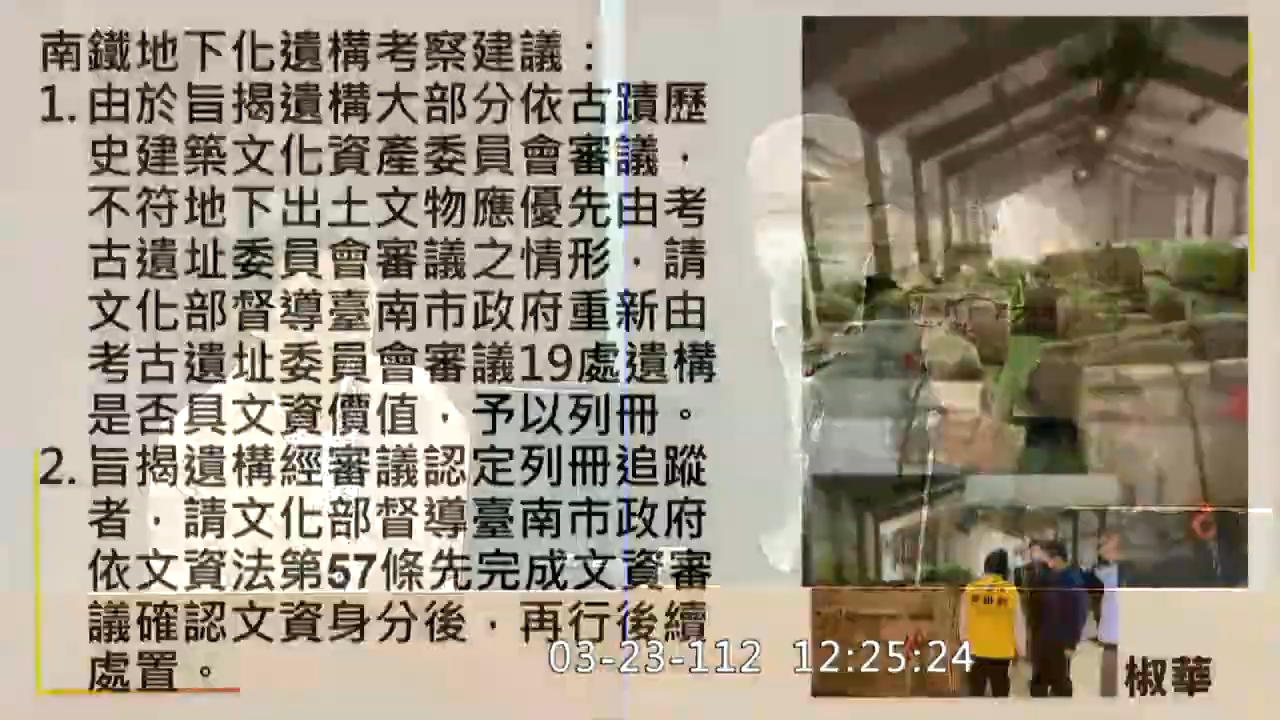 南鐵地下化遺構考察建議：
1. 由於旨揭遺構大部分依古蹟歷
史建築文化資產委員會審議，
不符地下出土文物應優先由考
古遺址委員會審議之情形，請
文化部督導臺南市政府重新由
考古遺址委員會審議19處遺構
是否具文資價值，予以列冊。
2. 旨揭遺構經審議認定列冊追蹤
者，請文化部督導臺南市政府
依文資法第57條先完成文資審
議確認文資身分後，再行後續
處置。
03-23-112 12:25:24
椒華